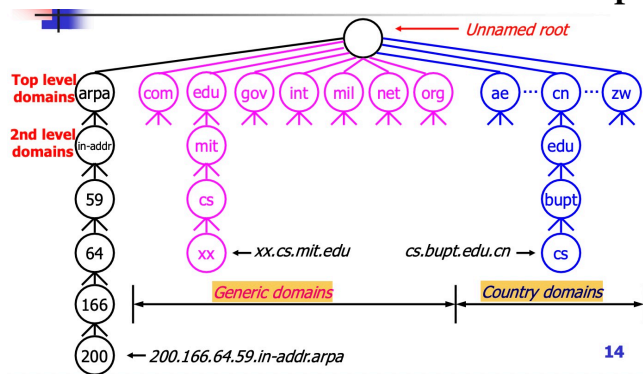 Unnamed root
Top level
domains
arpa com edu gov int mil net org ae ... cn ... zw
2nd level
domains
in-addr mit edu
59 cs bupt
64 xx xx.cs.mit.edu cs.bupt.edu.cn cs
166 Generic domains Country domains
200 200.166.64.59.in-addr.arpa 14